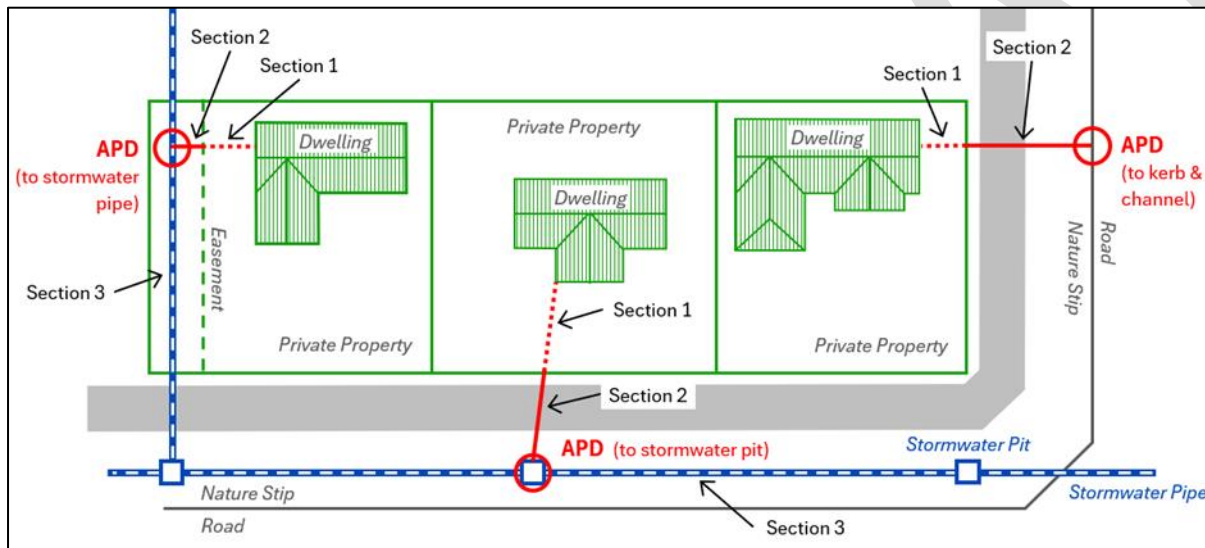 Section 2
Section 1
APD
(to stormwater
pipe)
Dwelling
Easement
Section 3
Private Property
Private Property
Dwelling
Section 1
Section 2
APD (to stormwater pit)
Dwelling
Private Property
Section 1
Section 2
APD
(to kerb &
channel)
Nature Stip
Road
Stormwater Pit
Stormwater Pipe
Nature Stip
Road
Section 3